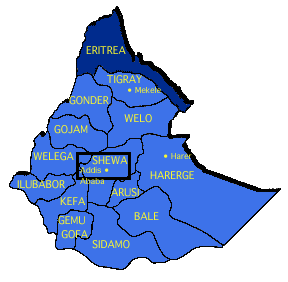 ERITREA
TIGRAY
Mekele
GONDER
WELO
GOJAM
WELEGA
SHEWA
Harer
Addis
Ababa
ILUBABOR
HARERGE
ARUSI
KEFA
BALE
GEMU
GOFA
SIDAMO